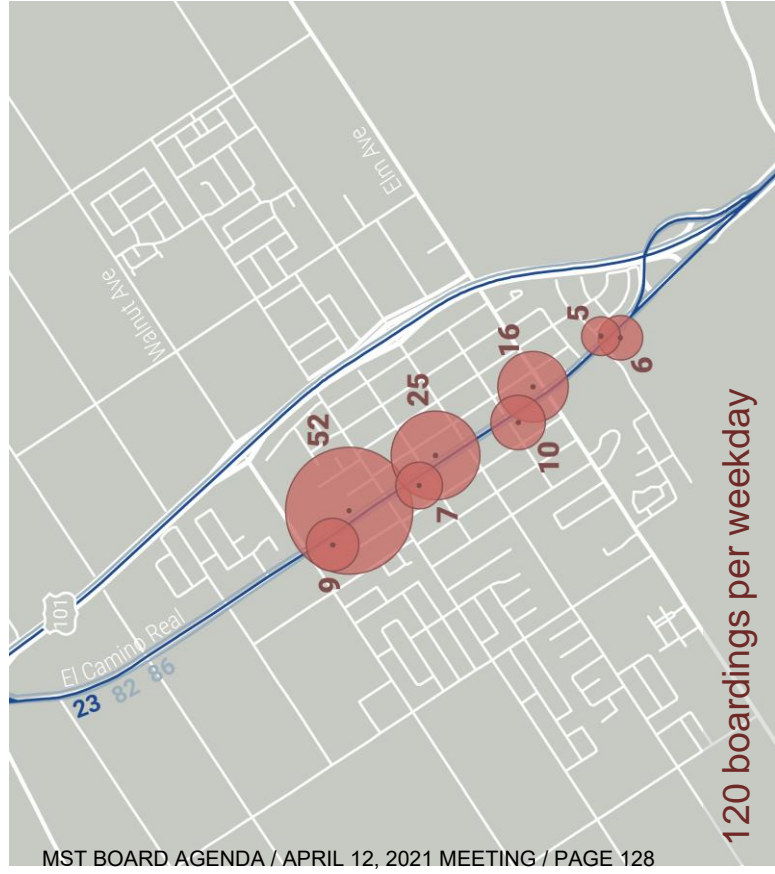 Elm Ave
Walnut Ave
101
El Camino Real
23
82
86
52
9
25
7
16
10
5
6
120 boardings per weekday
MST BOARD AGENDA / APRIL 12, 2021 MEETING / PAGE 128